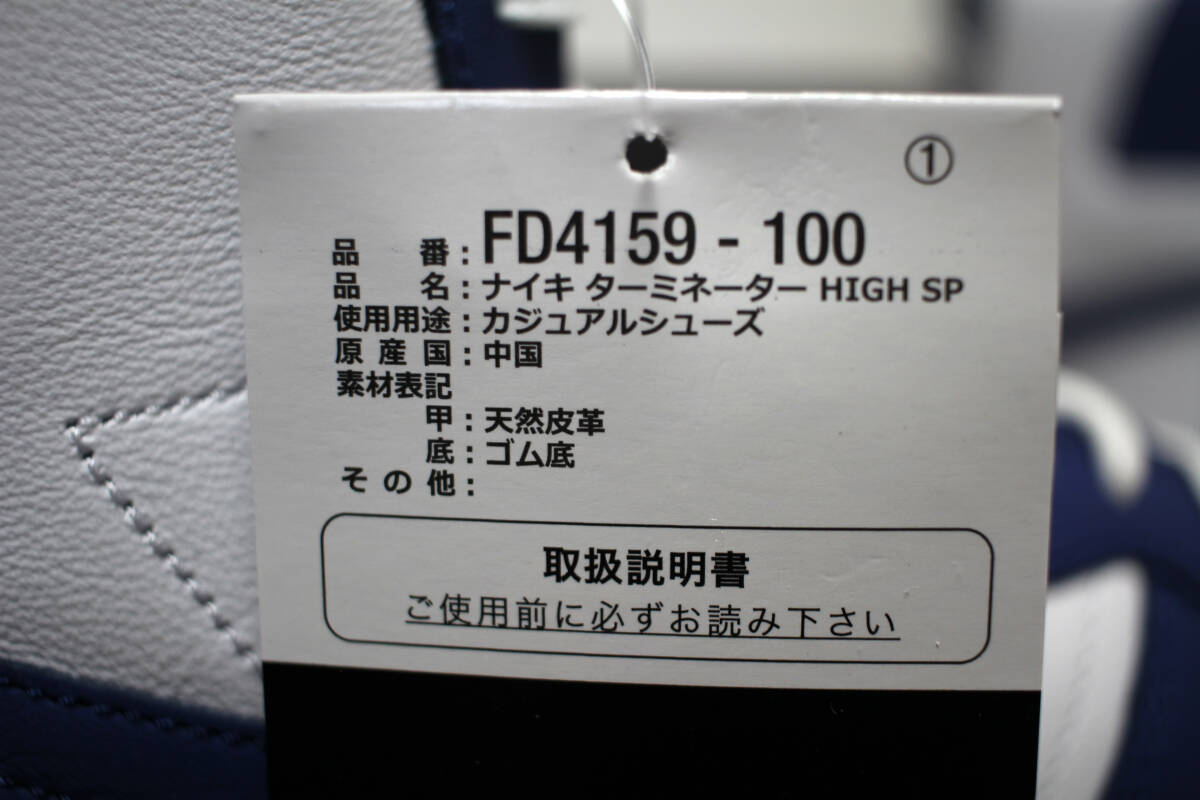 ①
品番：FD4159 - 100
品名：ナイキ ターミネーター HIGH SP
使用用途：カジュアルシューズ
原産国：中国
素材表記
甲：天然皮革
底：ゴム底
その他：
取扱説明書
ご使用前に必ずお読み下さい